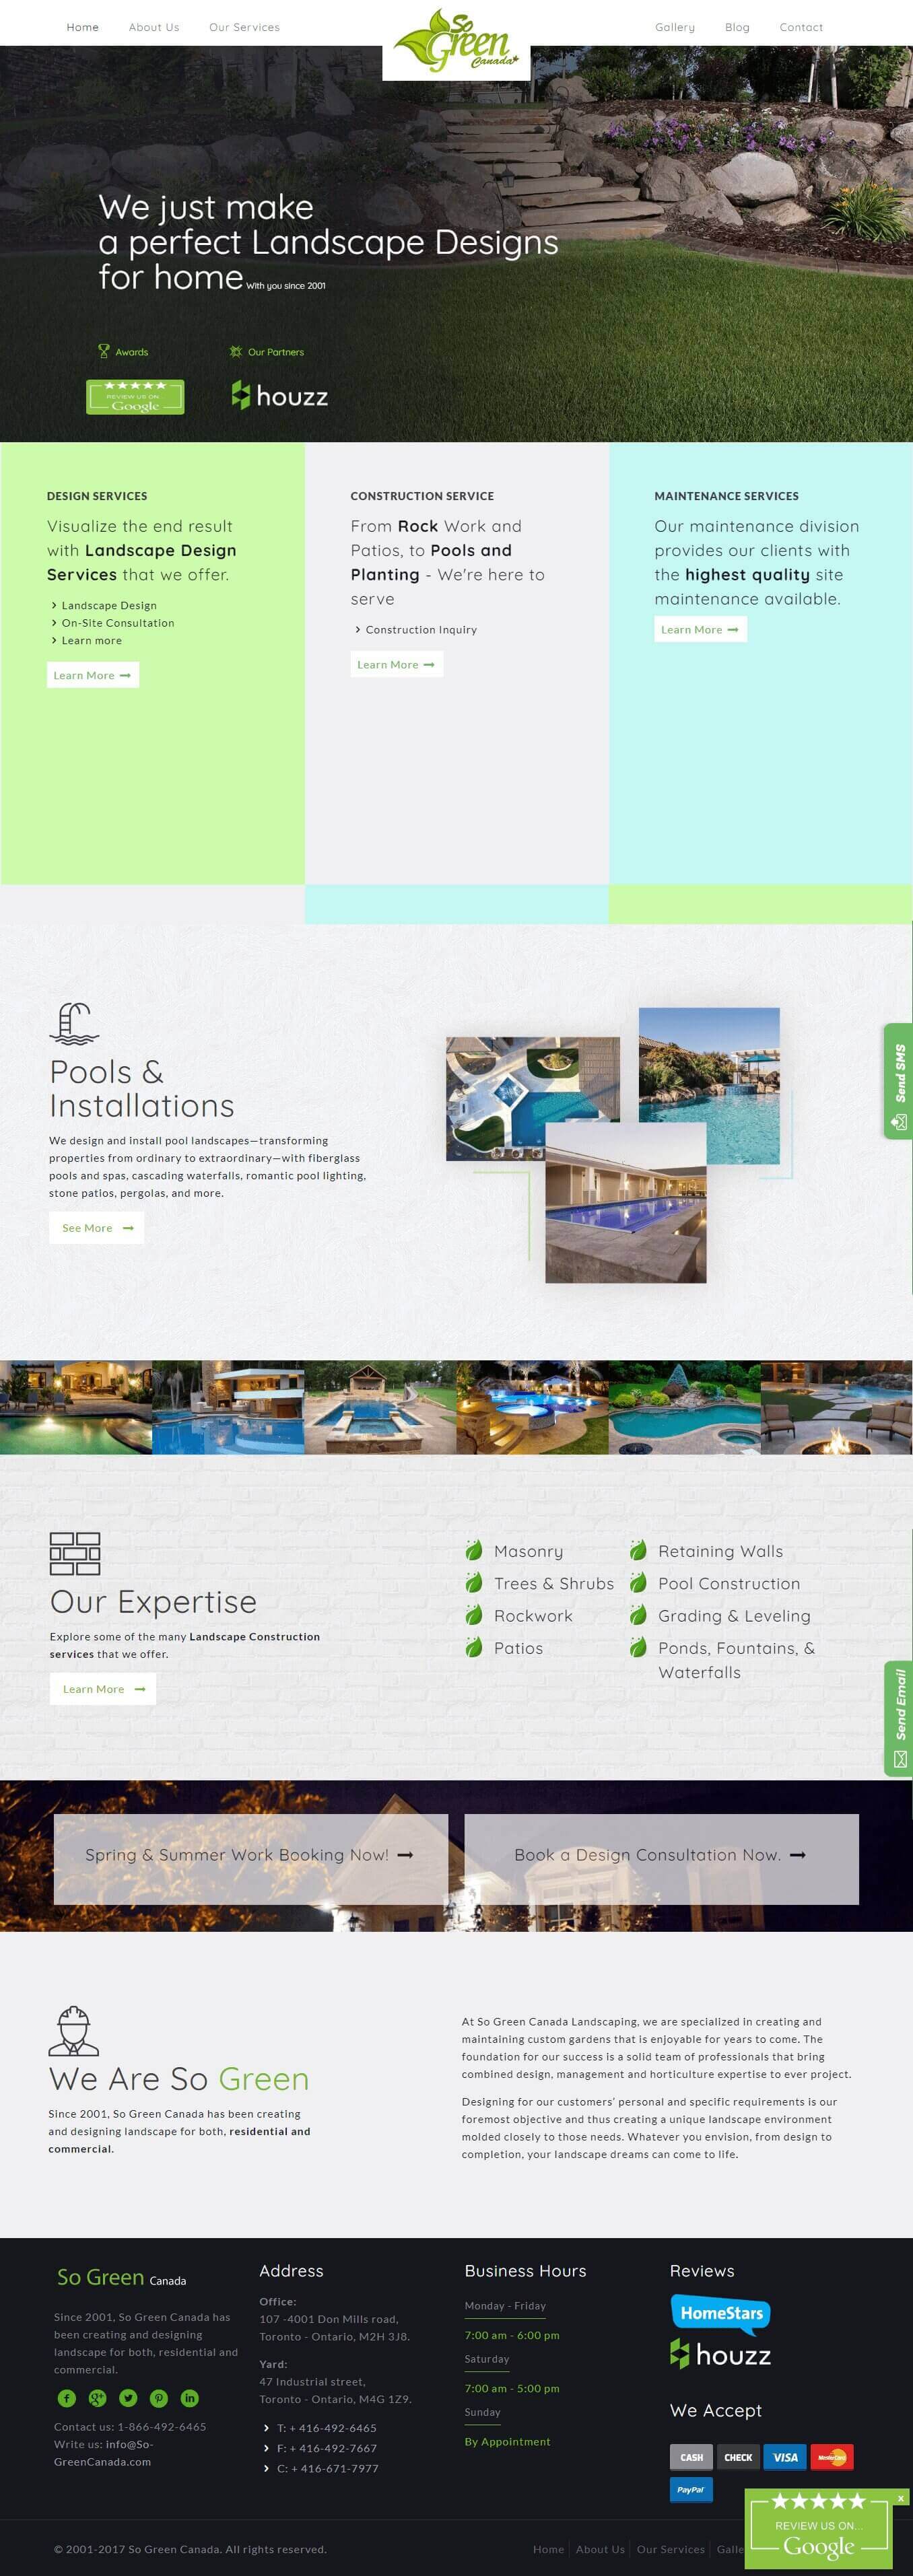 Home About Us Our Services
So Green Canada
Gallery Blog Contact
We just make
a perfect Landscape Designs
for home With you since 2001
Awards
Our Partners
REVIEW US ON...
Google
houzz
DESIGN SERVICES
Visualize the end result
with Landscape Design
Services that we offer.
Landscape Design
On-Site Consultation
Learn more
Learn More
CONSTRUCTION SERVICE
From Rock Work and
Patios, to Pools and
Planting - We're here to
serve
Construction Inquiry
Learn More
MAINTENANCE SERVICES
Our maintenance division
provides our clients with
the highest quality site
maintenance available.
Learn More
Pools &
Installations
We design and install pool landscapes—transforming
properties from ordinary to extraordinary—with fiberglass
pools and spas, cascading waterfalls, romantic pool lighting,
stone patios, pergolas, and more.
See More
Send SMS
Our Expertise
Explore some of the many Landscape Construction
services that we offer.
Learn More
Masonry
Trees & Shrubs
Rockwork
Patios
Retaining Walls
Pool Construction
Grading & Leveling
Ponds, Fountains, &
Waterfalls
Send Email
Spring & Summer Work Booking Now!
Book a Design Consultation Now.
We Are So Green
Since 2001, So Green Canada has been creating
and designing landscape for both, residential and
commercial.
At So Green Canada Landscaping, we are specialized in creating and
maintaining custom gardens that is enjoyable for years to come. The
foundation for our success is a solid team of professionals that bring
combined design, management and horticulture expertise to ever project.
Designing for our customers' personal and specific requirements is our
foremost objective and thus creating a unique landscape environment
molded closely to those needs. Whatever you envision, from design to
completion, your landscape dreams can come to life.
So Green Canada
Since 2001, So Green Canada has
been creating and designing
landscape for both, residential and
commercial.
Contact us: 1-866-492-6465
Write us: info@So-
GreenCanada.com
Address
Office:
107 -4001 Don Mills road,
Toronto - Ontario, M2H 3J8.
Yard:
47 Industrial street,
Toronto - Ontario, M4G 1Z9.
T: + 416-492-6465
F: + 416-492-7667
C: + 416-671-7977
Business Hours
Monday - Friday
7:00 am - 6:00 pm
Saturday
7:00 am - 5:00 pm
Sunday
By Appointment
Reviews
HomeStars
houzz
We Accept
CASH CHECK VISA MasterCard
PayPal
x
REVIEW US ON...
Google
© 2001-2017 So Green Canada. All rights reserved.
Home About Us Our Services Galle